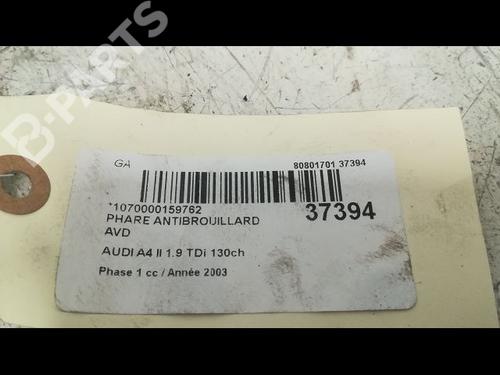 B-PARTS
GA
80801701 37394
*1070000159762
PHARE ANTIBROUILLARD
37394
AVD
AUDI A4 II 1.9 TDi 130ch
Phase 1 cc / Année 2003